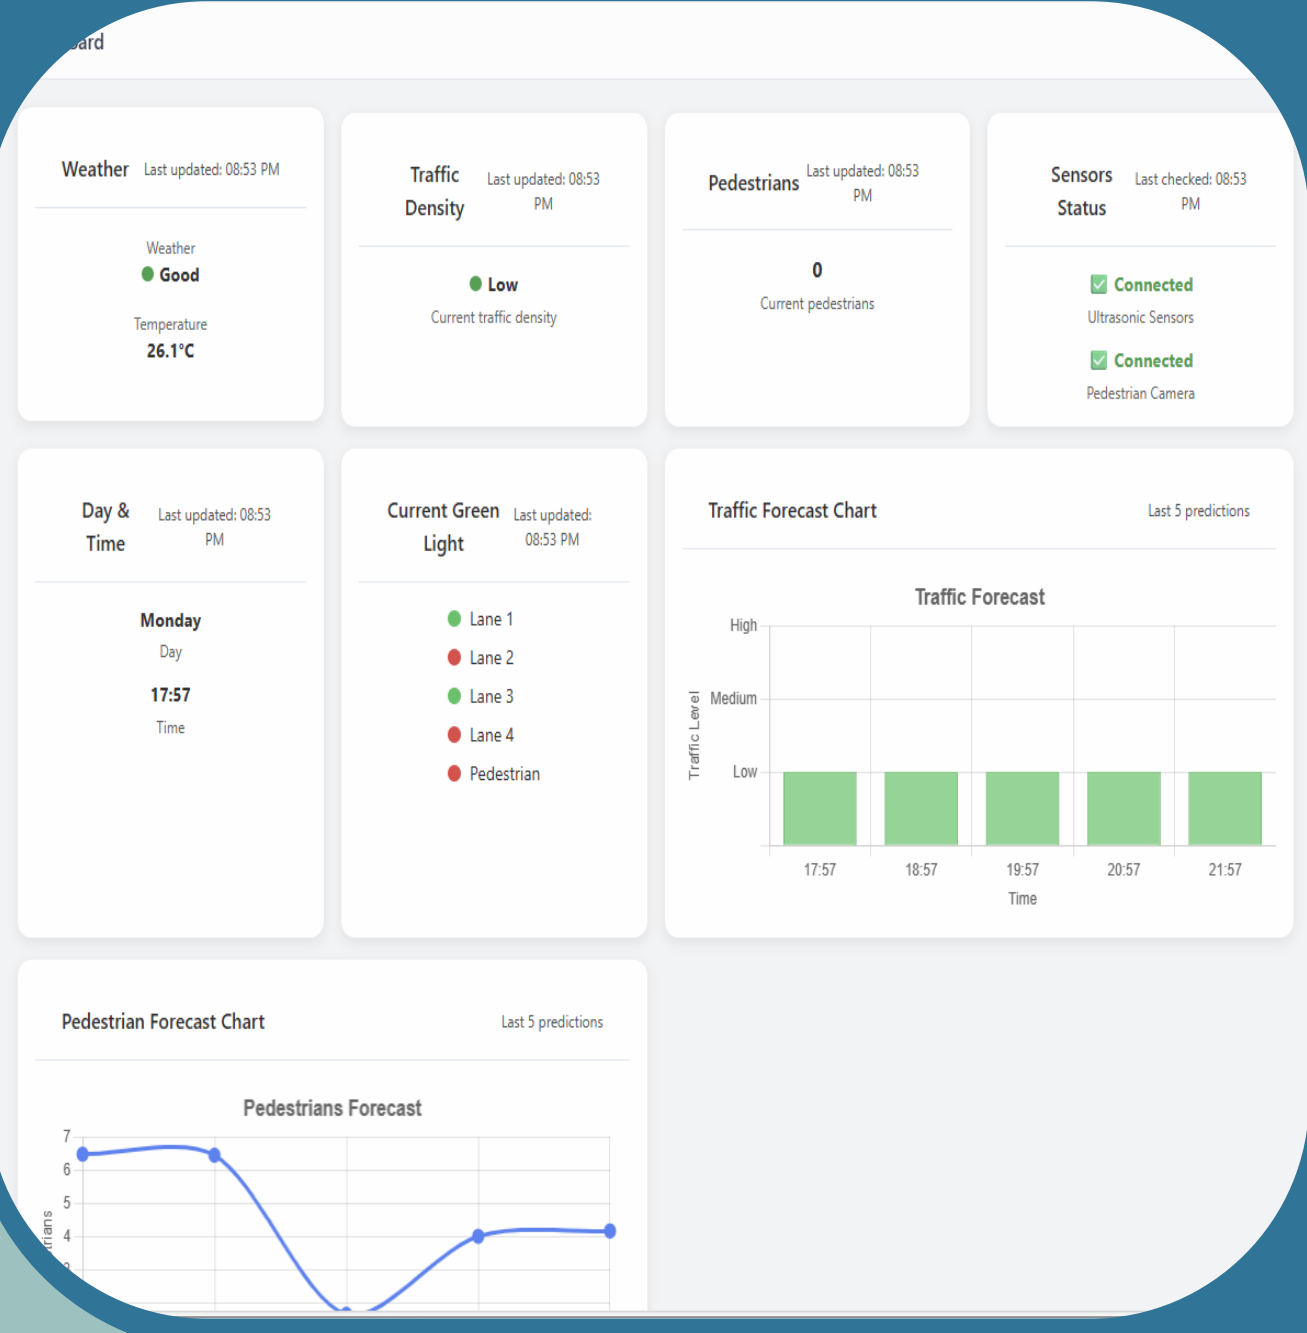 Weather
Last updated: 08:53 PM
Weather
Good
Temperature
26.1°C
Traffic
Density
Last updated: 08:53
PM
Low
Current traffic density
Pedestrians
Last updated: 08:53
PM
0
Current pedestrians
Sensors
Status
Last checked: 08:53
PM
Connected
Ultrasonic Sensors
Connected
Pedestrian Camera
Day &
Time
Last updated: 08:53
PM
Monday
Day
17:57
Time
Current Green
Light
Last updated:
08:53 PM
Lane 1
Lane 2
Lane 3
Lane 4
Pedestrian
Traffic Forecast Chart
Last 5 predictions
Traffic Forecast
High
Medium
Low
Traffic Level
17:57 18:57 19:57 20:57 21:57
Time
Pedestrian Forecast Chart
Last 5 predictions
Pedestrians Forecast
7
6
5
4